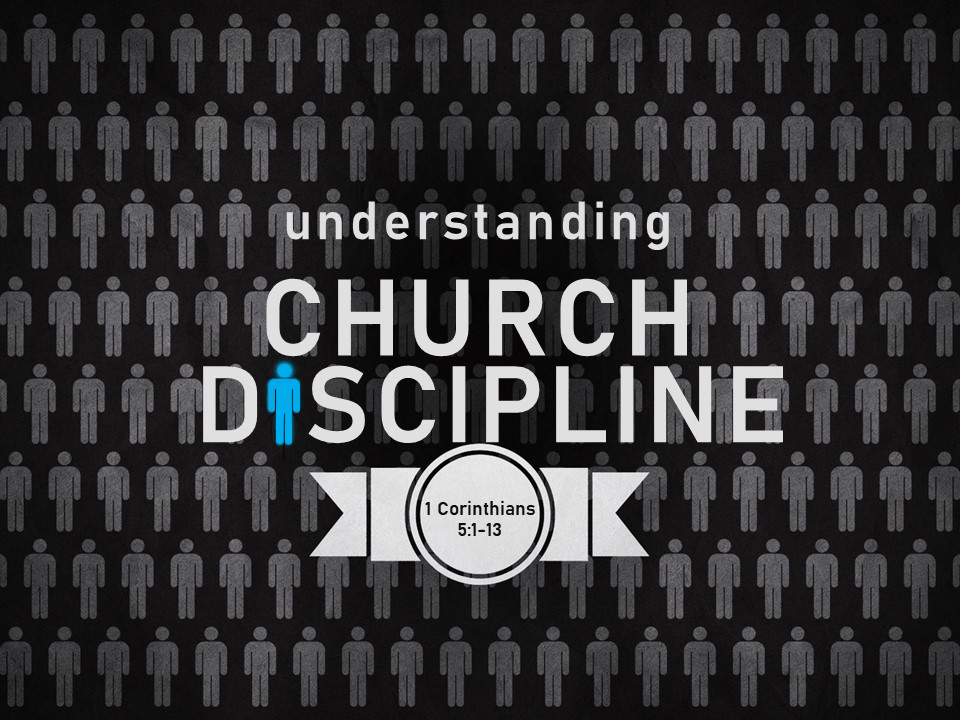 understanding
CHURCH
DISCIPLINE
1 Corinthians
5:1-13